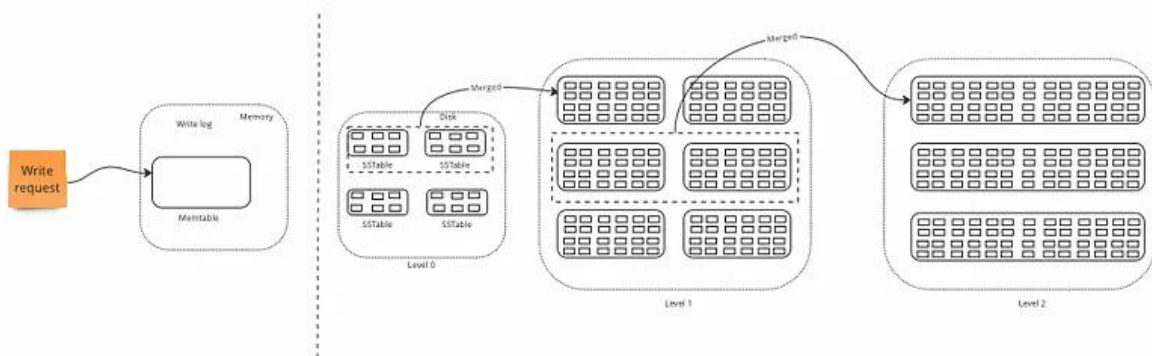 Write
request
Write log
Memory
Memtable
Disk
SSTable
SSTable
SSTable
SSTable
Level 0
Merged
Level 1
Merged
Level 2